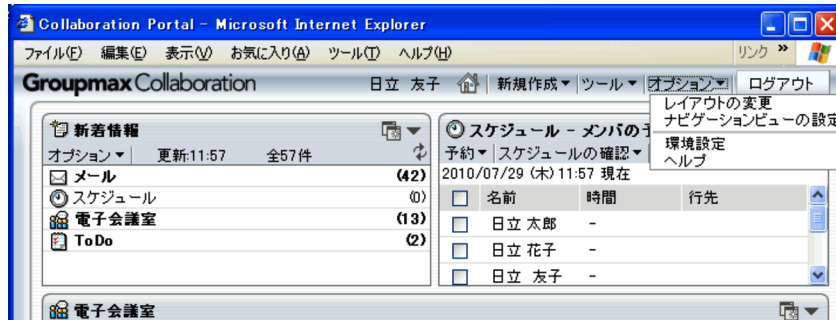 Collaboration Portal - Microsoft Internet Explorer
ファイル(F) 編集(E) 表示(V) お気に入り(A) ツール(T) ヘルプ(H) リンク »
Groupmax Collaboration 日立 友子 新規作成▼ ツール▼ オプション▼ ログアウト
レイアウトの変更
ナビゲーションビューの設定
環境設定
ヘルプ
新着情報
オプション▼ 更新:11:57 全57件
メール (42)
スケジュール (0)
電子会議室 (13)
ToDo (2)
スケジュール - メンバの
予約▼ スケジュールの確認▼
2010/07/29 (木) 11:57 現在
名前 時間 行先
日立 太郎 -
日立 花子 -
日立 友子 -
電子会議室